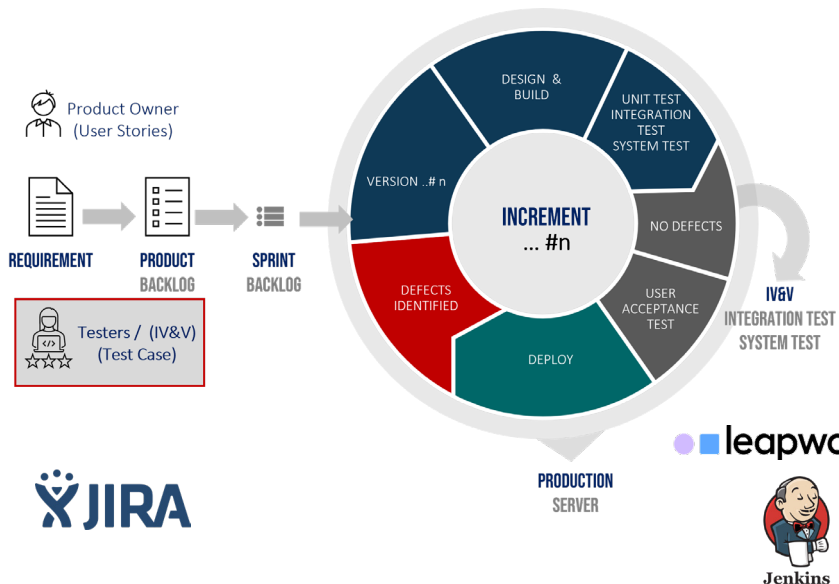 Product Owner
(User Stories)
REQUIREMENT
PRODUCT
BACKLOG
SPRINT
BACKLOG
Testers / (IV&V)
</>
(Test Case)
JIRA
DESIGN &
BUILD
UNIT TEST
INTEGRATION
TEST
SYSTEM TEST
VERSION ..# n
INCREMENT
... #n
NO DEFECTS
DEFECTS
IDENTIFIED
USER
ACCEPTANCE
TEST
DEPLOY
IV&V
INTEGRATION TEST
SYSTEM TEST
PRODUCTION
SERVER
leapwo
Jenkins